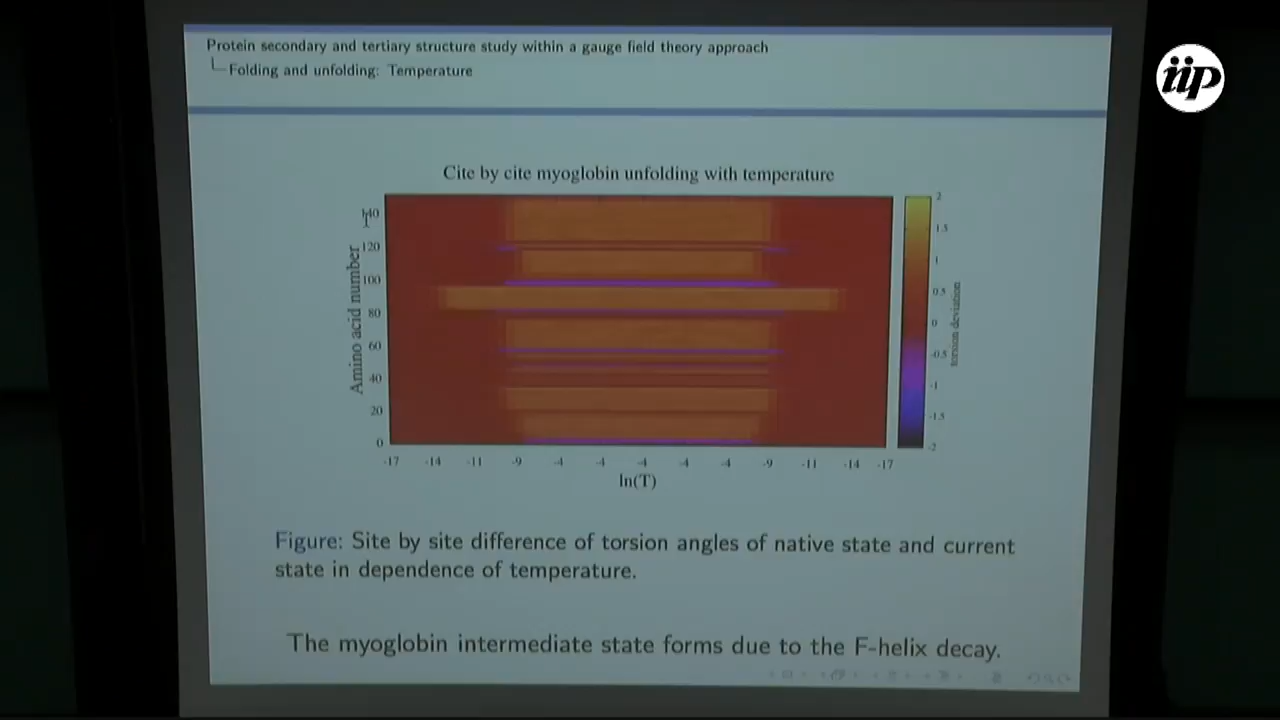 Protein secondary and tertiary structure study within a gauge field theory approach
Folding and unfolding: Temperature
iip
Cite by cite myoglobin unfolding with temperature
140
120
100
80
60
40
20
0
Amino acid number
-17 -14 -11 -9 -4 -4 -4 -4 -4 -9 -11 -14 -17
ln(T)
2
1.5
1
0.5
0
-0.5
-1
-1.5
-2
torsion deviation
Figure: Site by site difference of torsion angles of native state and current
state in dependence of temperature.
The myoglobin intermediate state forms due to the F-helix decay.